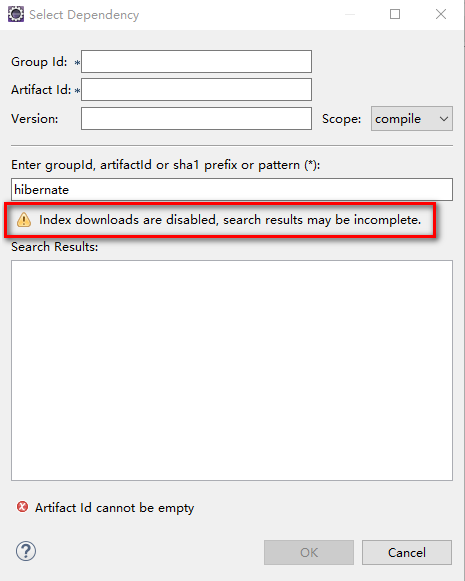 Select Dependency
Group Id: *
Artifact Id: *
Version: Scope: compile
Enter groupId, artifactId or sha1 prefix or pattern (*):
hibernate
Index downloads are disabled, search results may be incomplete.
Search Results:
Artifact Id cannot be empty
? OK Cancel